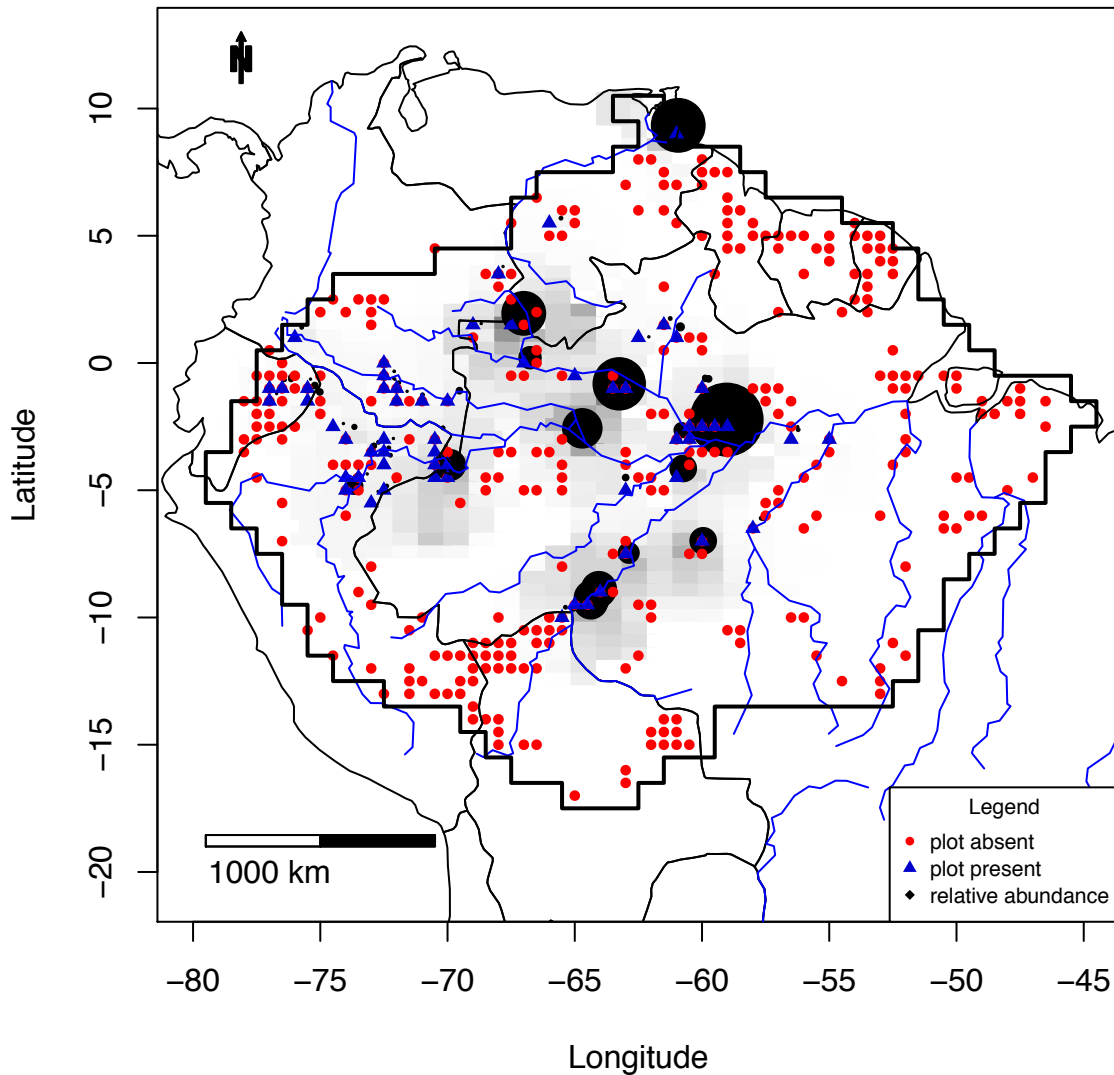 N
10
5
0
−5
−10
−15
−20
Latitude
1000 km
Legend
plot absent
plot present
relative abundance
−80
−75
−70
−65
−60
−55
−50
−45
Longitude